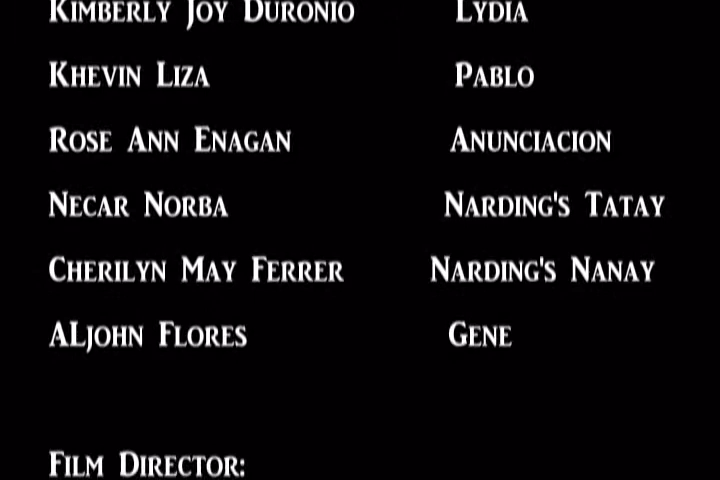 Kimberly Joy Duronio Lydia
Khevin Liza Pablo
Rose Ann Enagan Anunciacion
Necar Norba Narding's Tatay
Cherilyn May Ferrer Narding's Nanay
ALjohn Flores Gene
Film Director: